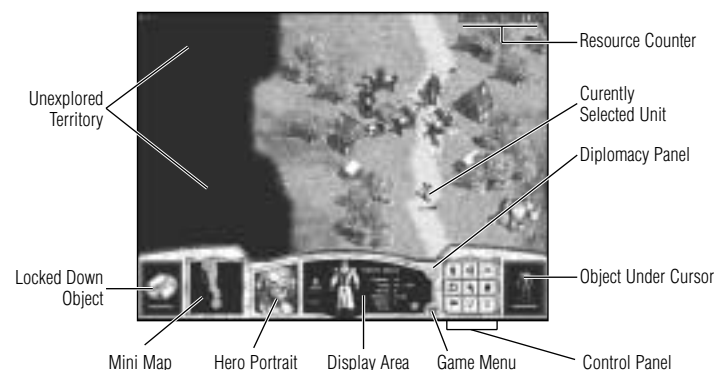 Resource Counter
Unexplored
Territory
Curently
Selected Unit
Diplomacy Panel
Locked Down
Object
Object Under Cursor
Mini Map
Hero Portrait
Display Area
Game Menu
Control Panel